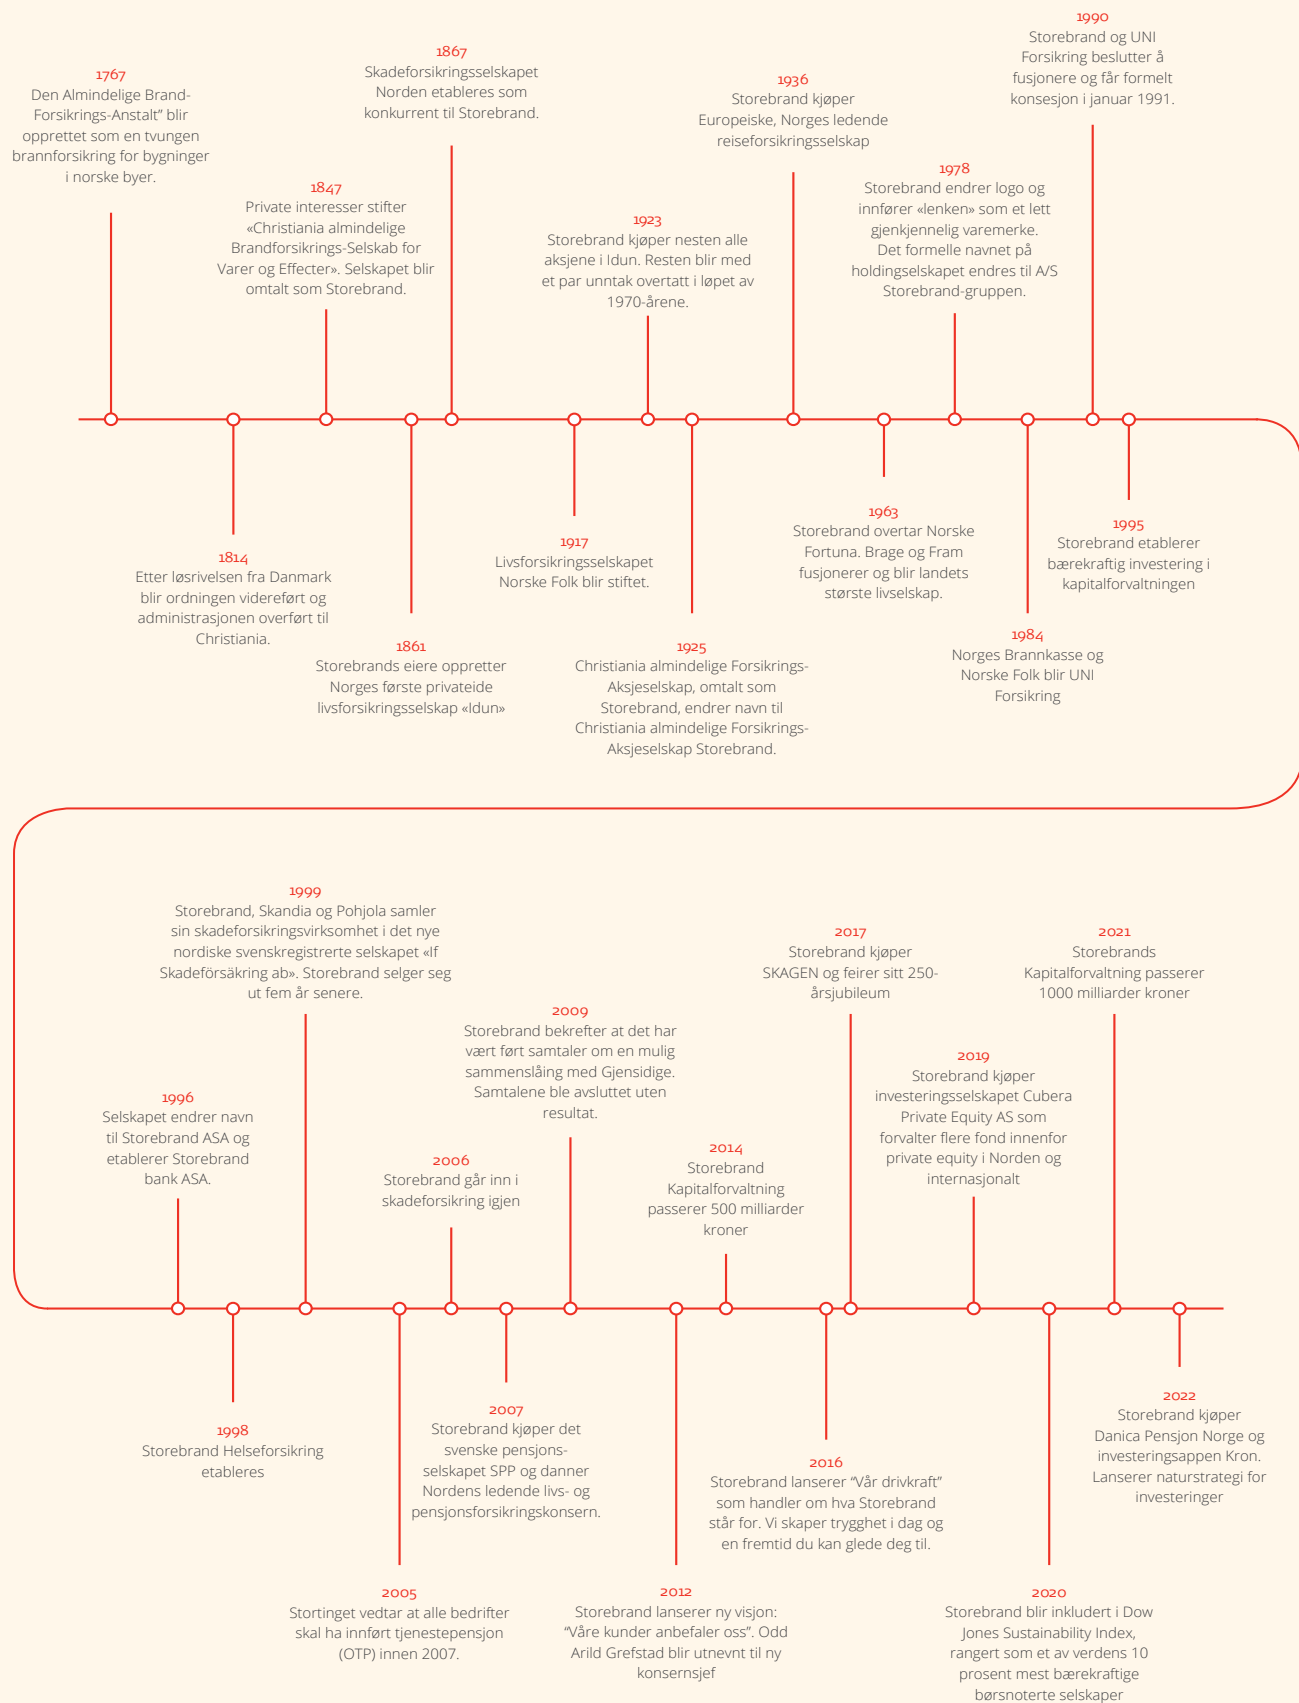 1767
Den Almindelige Brand-
Forsikrings-Anstalt” blir
opprettet som en tvungen
brannforsikring for bygninger
i norske byer.
1814
Etter løsrivelsen fra Danmark
blir ordningen videreført og
administrasjonen overført til
Christiania.
1847
Private interesser stifter
«Christiania almindelige
Brandforsikrings-Selskab for
Varer og Effecter». Selskapet blir
omtalt som Storebrand.
1861
Storebrands eiere oppretter
Norges første privateide
livsforsikringsselskap «Idun»
1867
Skadeforsikringsselskapet
Norden etableres som
konkurrent til Storebrand.
1917
Livsforsikringsselskapet
Norske Folk blir stiftet.
1923
Storebrand kjøper nesten alle
aksjene i Idun. Resten blir med
et par unntak overtatt i løpet av
1970-årene.
1925
Christiania almindelige Forsikrings-
Aksjeselskap, omtalt som
Storebrand, endrer navn til
Christiania almindelige Forsikrings-
Aksjeselskap Storebrand.
1936
Storebrand kjøper
Europeiske, Norges ledende
reiseforsikringsselskap
1963
Storebrand overtar Norske
Fortuna. Brage og Fram
fusjonerer og blir landets
største livselskap.
1978
Storebrand endrer logo og
innfører «lenken» som et lett
gjenkjennelig varemerke.
Det formelle navnet på
holdingselskapet endres til A/S
Storebrand-gruppen.
1984
Norges Brannkasse og
Norske Folk blir UNI
Forsikring
1990
Storebrand og UNI
Forsikring beslutter å
fusjonere og får formelt
konsesjon i januar 1991.
1995
Storebrand etablerer
bærekraftig investering i
kapitalforvaltningen
1996
Selskapet endrer navn
til Storebrand ASA og
etablerer Storebrand
bank ASA.
1998
Storebrand Helseforsikring
etableres
1999
Storebrand, Skandia og Pohjola samler
sin skadeforsikringsvirksomhet i det nye
nordiske svenskregistrerte selskapet «If
Skadeförsäkring ab». Storebrand selger seg
ut fem år senere.
2005
Stortinget vedtar at alle bedrifter
skal ha innført tjenestepensjon
(OTP) innen 2007.
2006
Storebrand går inn i
skadeforsikring igjen
2007
Storebrand kjøper det
svenske pensjons-
selskapet SPP og danner
Nordens ledende livs- og
pensjonsforsikringskonsern.
2009
Storebrand bekrefter at det har
vært ført samtaler om en mulig
sammenslåing med Gjensidige.
Samtalene ble avsluttet uten
resultat.
2012
Storebrand lanserer ny visjon:
“Våre kunder anbefaler oss”. Odd
Arild Grefstad blir utnevnt til ny
konsernsjef
2014
Storebrand
Kapitalforvaltning
passerer 500 milliarder
kroner
2016
Storebrand lanserer “Vår drivkraft”
som handler om hva Storebrand
står for. Vi skaper trygghet i dag og
en fremtid du kan glede deg til.
2017
Storebrand kjøper
SKAGEN og feirer sitt 250-
årsjubileum
2019
Storebrand kjøper
investeringsselskapet Cubera
Private Equity AS som
forvalter flere fond innenfor
private equity i Norden og
internasjonalt
2020
Storebrand blir inkludert i Dow
Jones Sustainability Index,
rangert som et av verdens 10
prosent mest bærekraftige
børsnoterte selskaper
2021
Storebrands
Kapitalforvaltning passerer
1000 milliarder kroner
2022
Storebrand kjøper
Danica Pensjon Norge og
investeringsappen Kron.
Lanserer naturstrategi for
investeringer